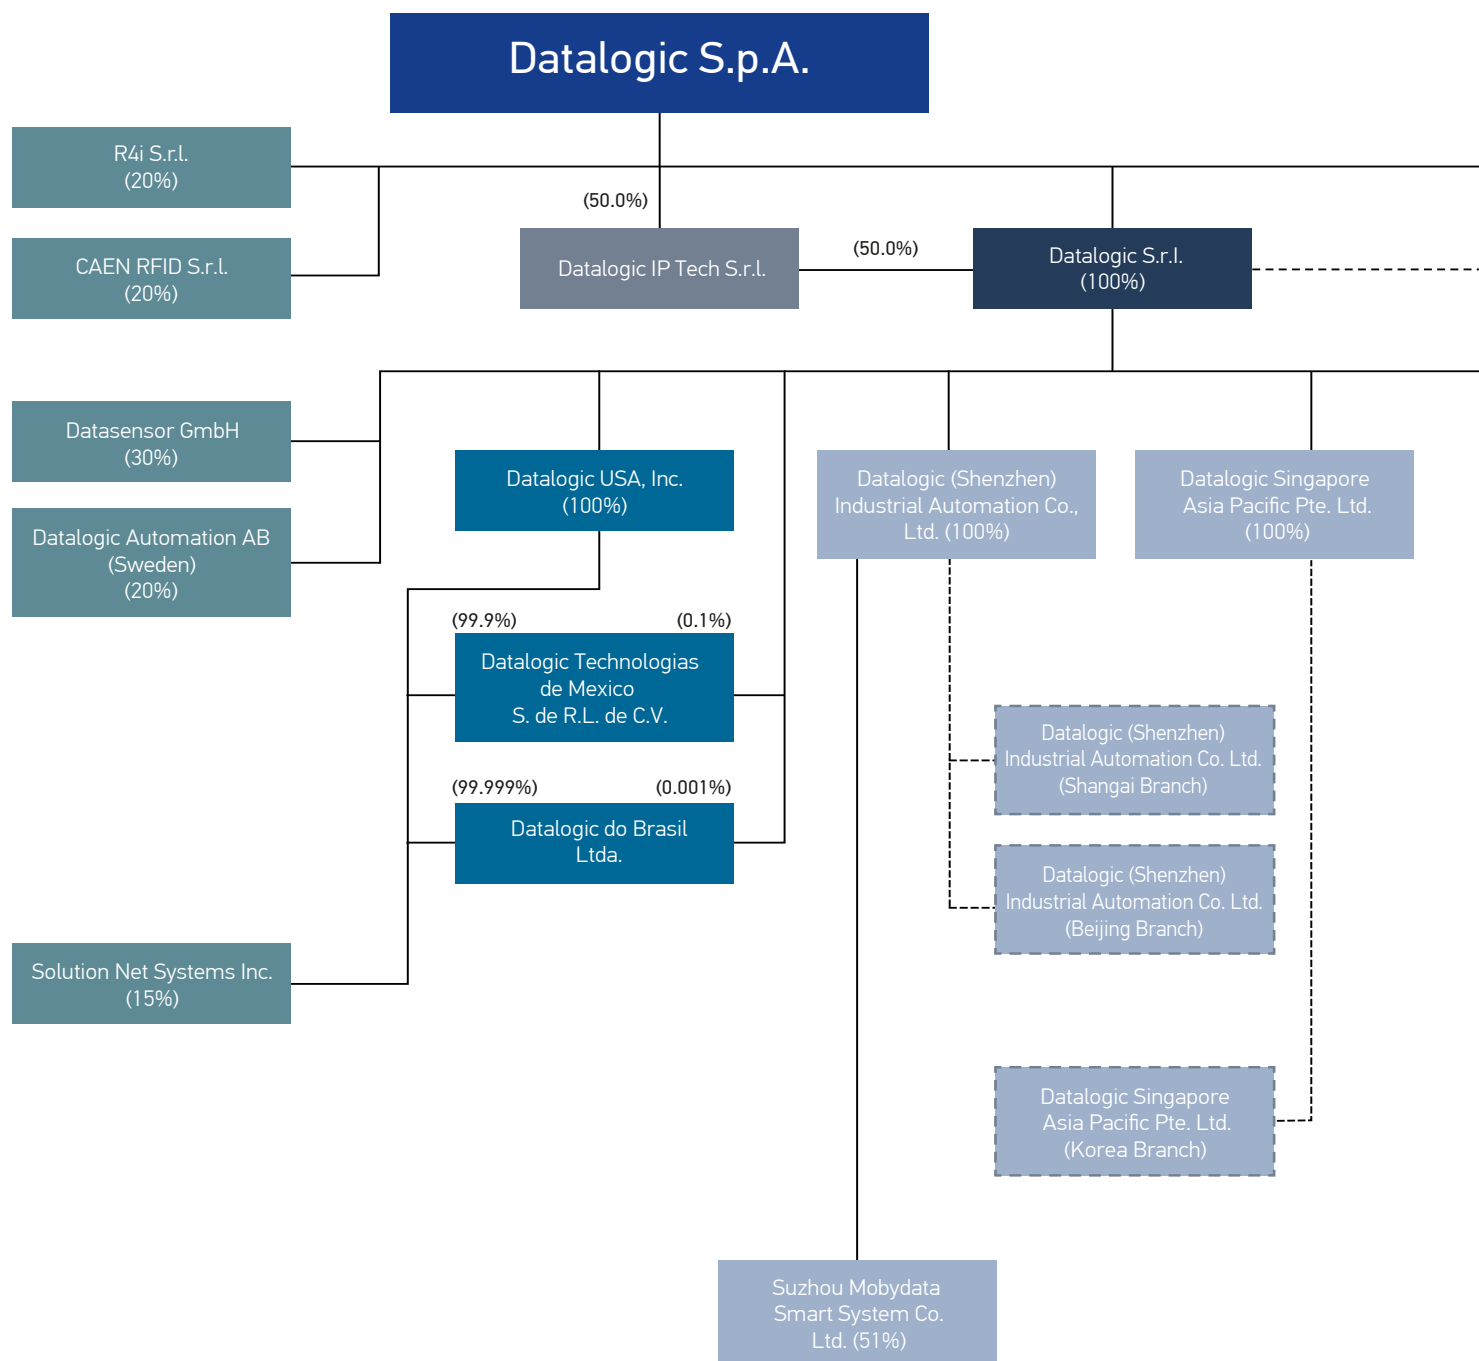 Datalogic S.p.A.
R4i S.r.l.
(20%)
CAEN RFID S.r.l.
(20%)
(50.0%)
Datalogic IP Tech S.r.l.
(50.0%)
Datalogic S.r.l.
(100%)
Datasensor GmbH
(30%)
Datalogic Automation AB
(Sweden)
(20%)
Datalogic USA, Inc.
(100%)
Datalogic (Shenzhen)
Industrial Automation Co.,
Ltd. (100%)
Datalogic Singapore
Asia Pacific Pte. Ltd.
(100%)
(99.9%)
(0.1%)
Datalogic Technologias
de Mexico
S. de R.L. de C.V.
(99.999%)
(0.001%)
Datalogic do Brasil
Ltda.
Datalogic (Shenzhen)
Industrial Automation Co. Ltd.
(Shangai Branch)
Datalogic (Shenzhen)
Industrial Automation Co. Ltd.
(Beijing Branch)
Solution Net Systems Inc.
(15%)
Datalogic Singapore
Asia Pacific Pte. Ltd.
(Korea Branch)
Suzhou Mobydata
Smart System Co.
Ltd. (51%)